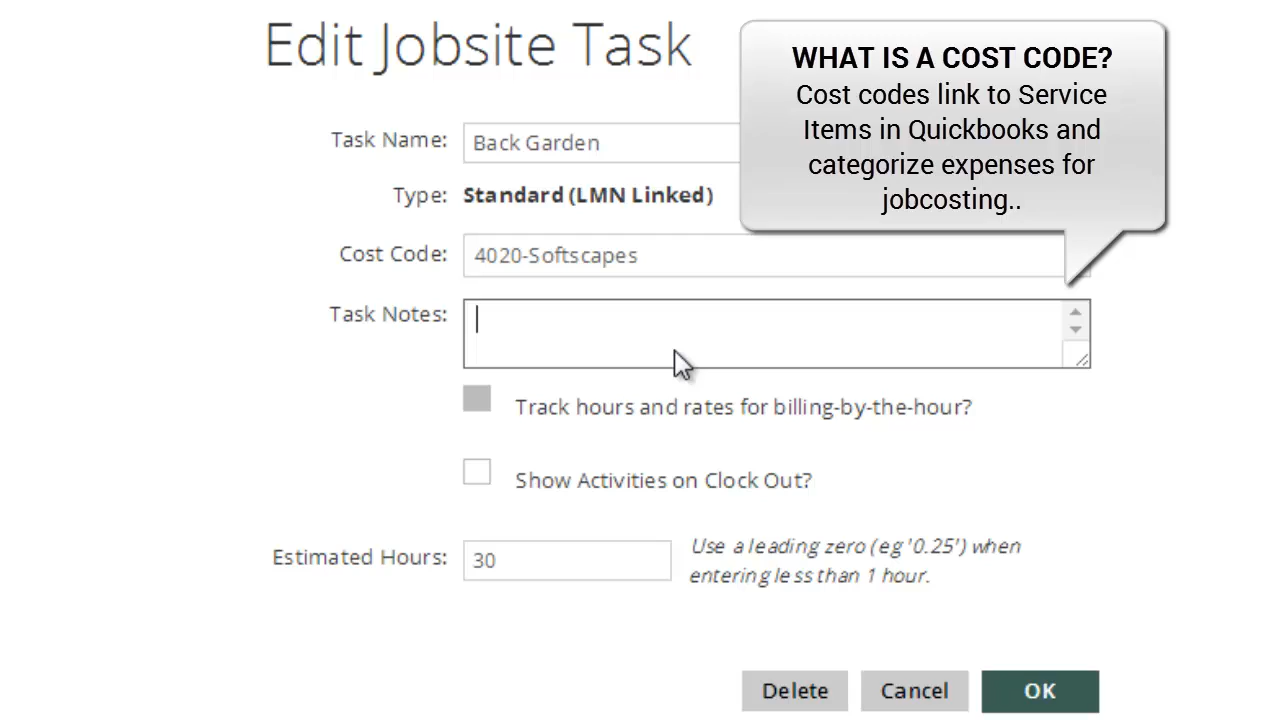 Edit Jobsite Task
WHAT IS A COST CODE?
Cost codes link to Service
Items in Quickbooks and
categorize expenses for
jobcosting..
Task Name: Back Garden
Type: Standard (LMN Linked)
Cost Code: 4020-Softscapes
Task Notes:
Track hours and rates for billing-by-the-hour?
Show Activities on Clock Out?
Estimated Hours: 30
Use a leading zero (eg '0.25') when
entering less than 1 hour.
Delete Cancel OK